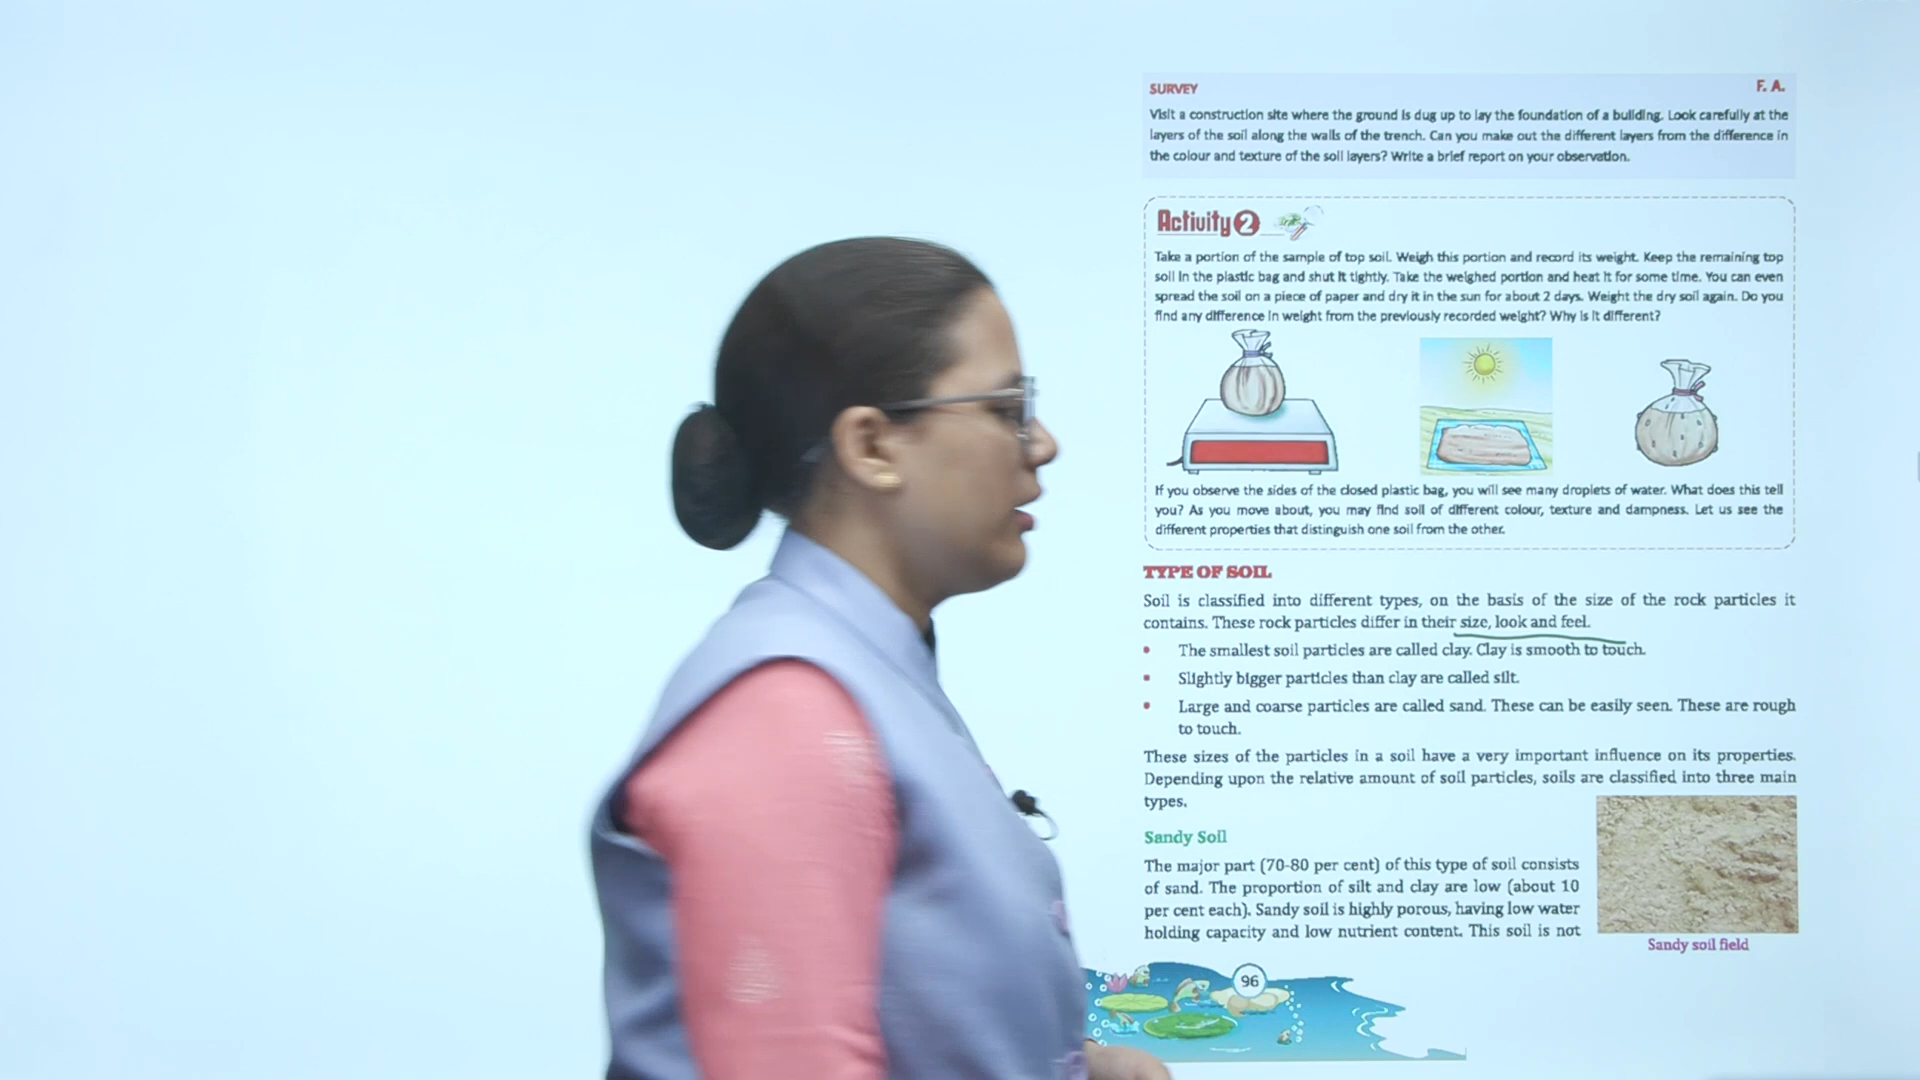 SURVEY F. A.
Visit a construction site where the ground is dug up to lay the foundation of a building. Look carefully at the
layers of the soil along the walls of the trench. Can you make out the different layers from the difference in
the colour and texture of the soil layers? Write a brief report on your observation.
Activity 2
Take a portion of the sample of top soil. Weigh this portion and record its weight. Keep the remaining top
soil in the plastic bag and shut it tightly. Take the weighed portion and heat it for some time. You can even
spread the soil on a piece of paper and dry it in the sun for about 2 days. Weight the dry soil again. Do you
find any difference in weight from the previously recorded weight? Why is it different?
If you observe the sides of the closed plastic bag, you will see many droplets of water. What does this tell
you? As you move about, you may find soil of different colour, texture and dampness. Let us see the
different properties that distinguish one soil from the other.
TYPE OF SOIL
Soil is classified into different types, on the basis of the size of the rock particles it
contains. These rock particles differ in their size, look and feel.
• The smallest soil particles are called clay. Clay is smooth to touch.
• Slightly bigger particles than clay are called silt.
• Large and coarse particles are called sand. These can be easily seen. These are rough
to touch.
These sizes of the particles in a soil have a very important influence on its properties.
Depending upon the relative amount of soil particles, soils are classified into three main
types.
Sandy Soil
The major part (70-80 per cent) of this type of soil consists
of sand. The proportion of silt and clay are low (about 10
per cent each). Sandy soil is highly porous, having low water
holding capacity and low nutrient content. This soil is not
Sandy soil field
96